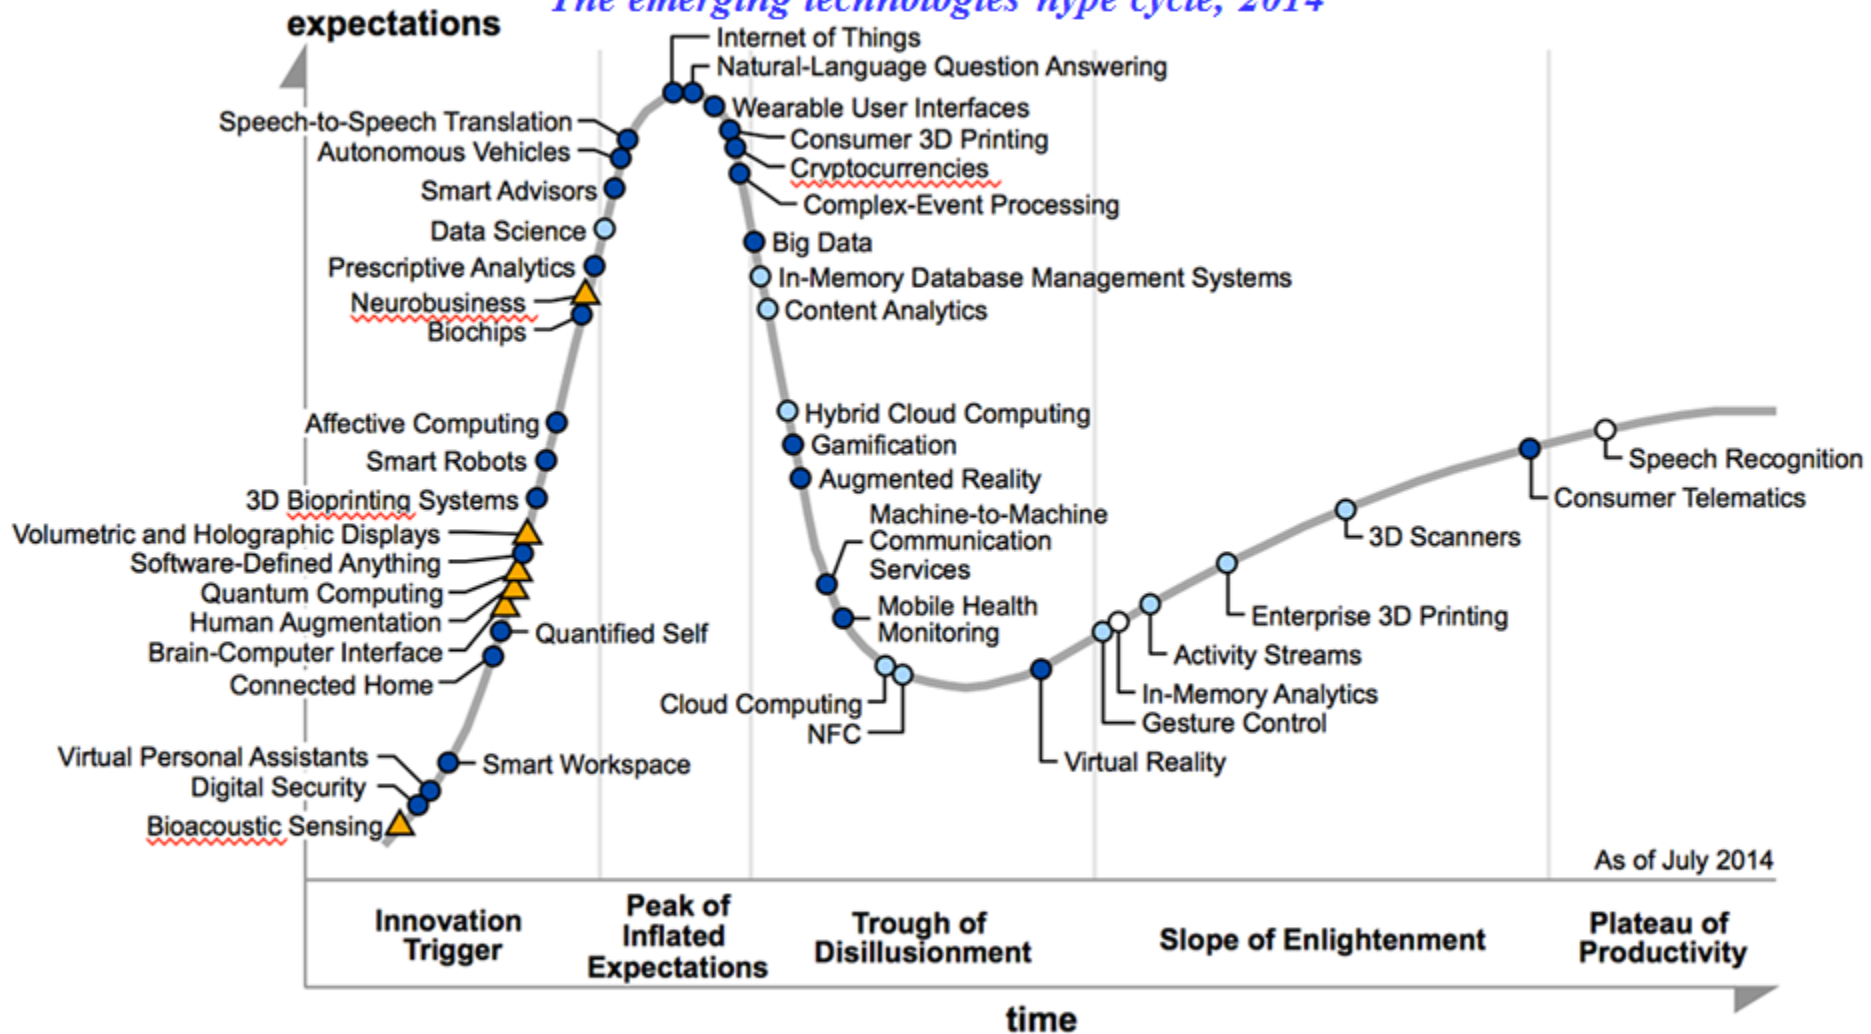 The emerging technologies hype cycle, 2014
expectations
Internet of Things
Natural-Language Question Answering
Wearable User Interfaces
Speech-to-Speech Translation
Consumer 3D Printing
Autonomous Vehicles
Cryptocurrencies
Smart Advisors
Complex-Event Processing
Data Science
Big Data
Prescriptive Analytics
In-Memory Database Management Systems
Neurobusiness
Content Analytics
Biochips
Hybrid Cloud Computing
Affective Computing
Gamification
Smart Robots
Speech Recognition
Augmented Reality
3D Bioprinting Systems
Consumer Telematics
Machine-to-Machine
Communication
Services
Volumetric and Holographic Displays
3D Scanners
Software-Defined Anything
Quantum Computing
Mobile Health
Monitoring
Human Augmentation
Enterprise 3D Printing
Quantified Self
Brain-Computer Interface
Activity Streams
Connected Home
In-Memory Analytics
Cloud Computing
Gesture Control
NFC
Virtual Personal Assistants
Smart Workspace
Virtual Reality
Digital Security
Bioacoustic Sensing
As of July 2014
Innovation
Trigger
Peak of
Inflated
Expectations
Trough of
Disillusionment
Slope of Enlightenment
Plateau of
Productivity
time